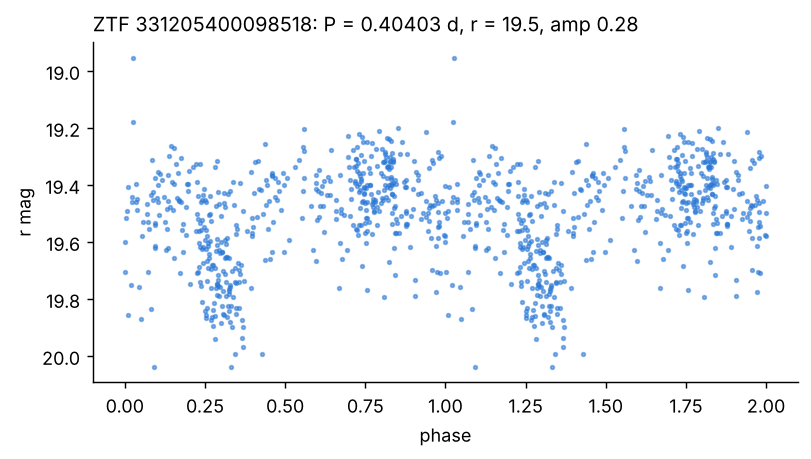 ZTF 331205400098518: P = 0.40403 d, r = 19.5, amp 0.28
19.0
19.2
19.4
19.6
19.8
20.0
r mag
0.00 0.25 0.50 0.75 1.00 1.25 1.50 1.75 2.00
phase